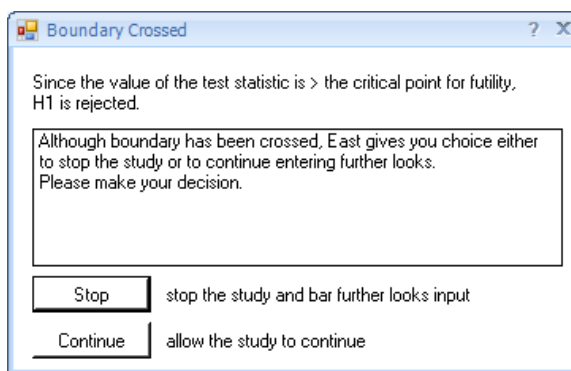 Boundary Crossed
? X
Since the value of the test statistic is > the critical point for futility,
H1 is rejected.
Although boundary has been crossed, East gives you choice either
to stop the study or to continue entering further looks.
Please make your decision.
Stop stop the study and bar further looks input
Continue allow the study to continue